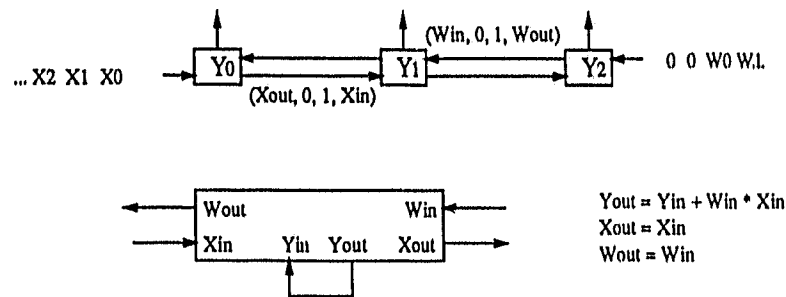 (Win, 0, 1, Wout)
... X2 X1 X0
Y0
Y1
Y2
0 0 W0 W.1.
(Xout, 0, 1, Xin)
Wout
Win
Xin
Yin
Yout
Xout
Yout = Yin + Win * Xin
Xout = Xin
Wout = Win